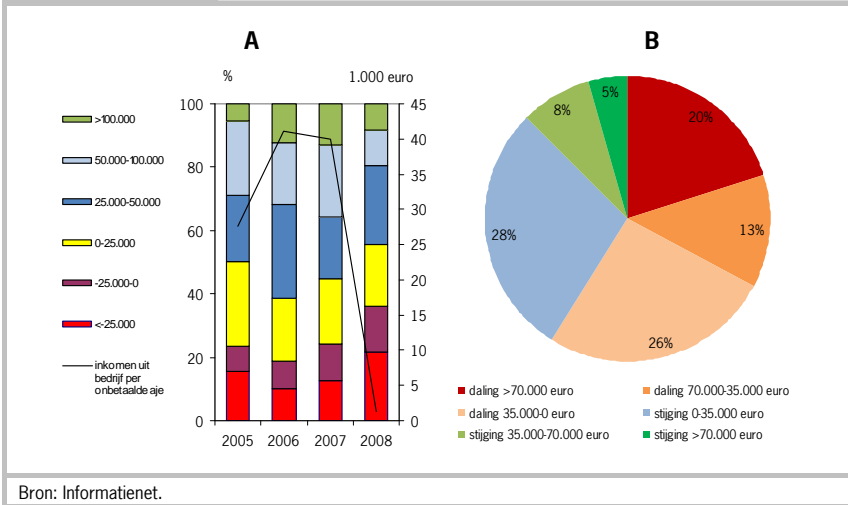 A
B
%
1.000 euro
>100.000
50.000-100.000
25.000-50.000
0-25.000
-25.000-0
<-25.000
inkomen uit
bedrijf per
onbetaalde aje
100
80
60
40
20
0
45
40
35
30
25
20
15
10
5
0
2005 2006 2007 2008
5%
20%
8%
28%
13%
26%
daling >70.000 euro
daling 70.000-35.000 euro
daling 35.000-0 euro
stijging 0-35.000 euro
stijging 35.000-70.000 euro
stijging >70.000 euro
Bron: Informatienet.